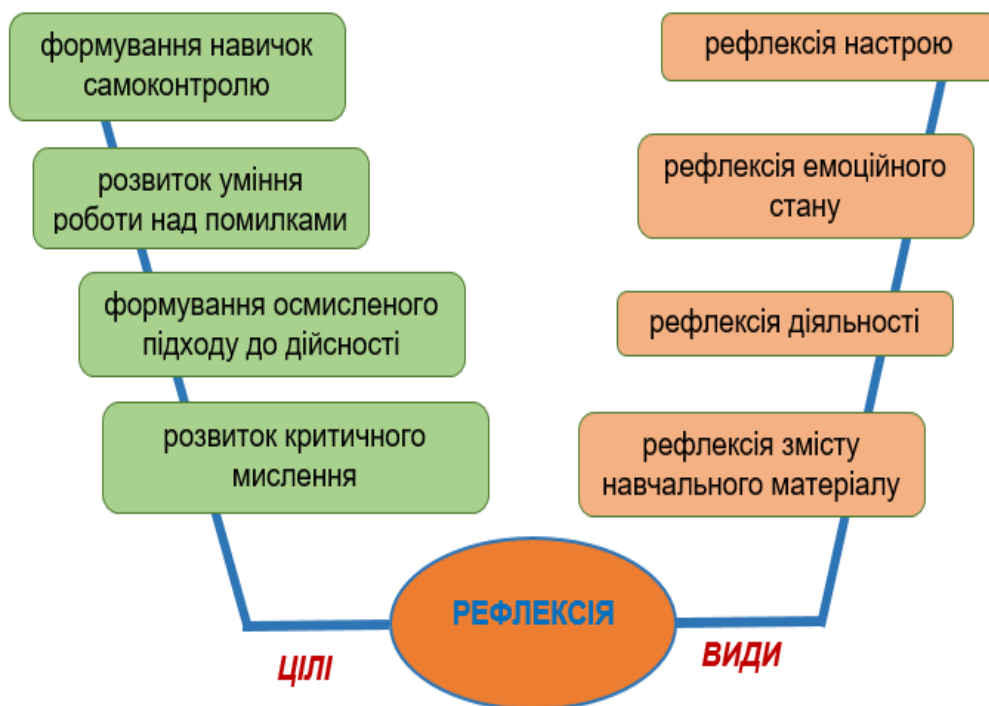 формування навичок
самоконтролю
розвиток уміння
роботи над помилками
формування осмисленого
підходу до дійсності
розвиток критичного
мислення
рефлексія настрою
рефлексія емоційного
стану
рефлексія діяльності
рефлексія змісту
навчального матеріалу
РЕФЛЕКСІЯ
ЦІЛІ
ВИДИ